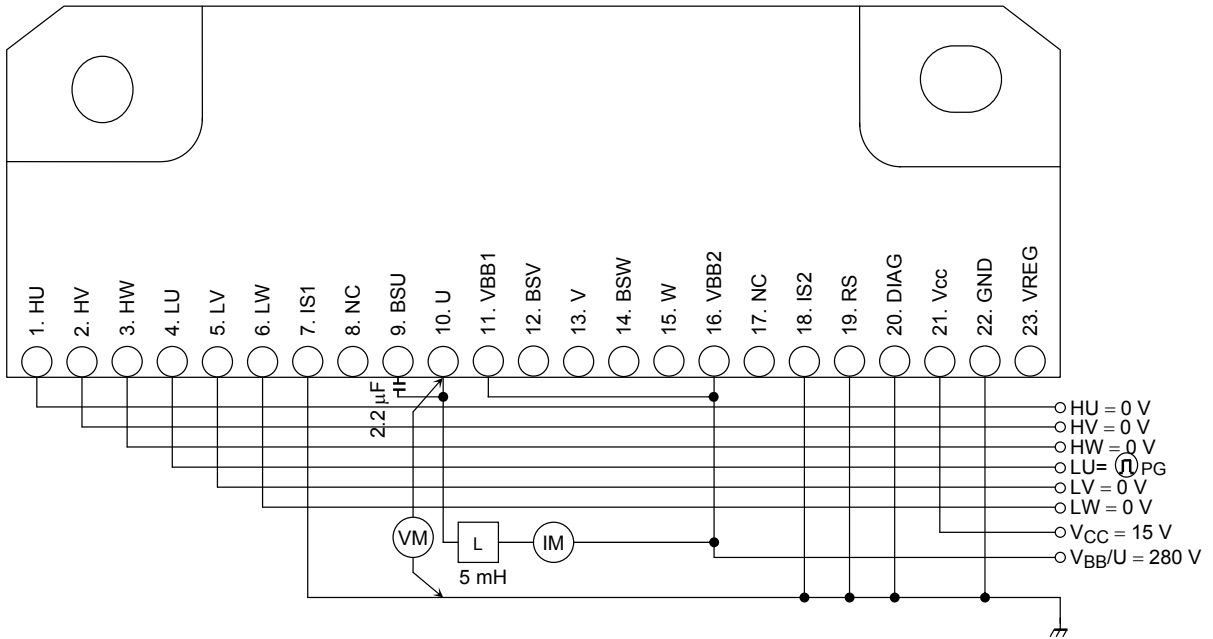 1. HU
2. HV
3. HW
4. LU
5. LV
6. LW
7. IS1
8. NC
9. BSU
10. U
11. VBB1
12. BSV
13. V
14. BSW
15. W
16. VBB2
17. NC
18. IS2
19. RS
20. DIAG
21. Vcc
22. GND
23. VREG
2.2 μF
HU = 0 V
HV = 0 V
HW = 0 V
LU= PG
LV = 0 V
LW = 0 V
VCC = 15 V
VBB/U = 280 V
VM
L
IM
5 mH